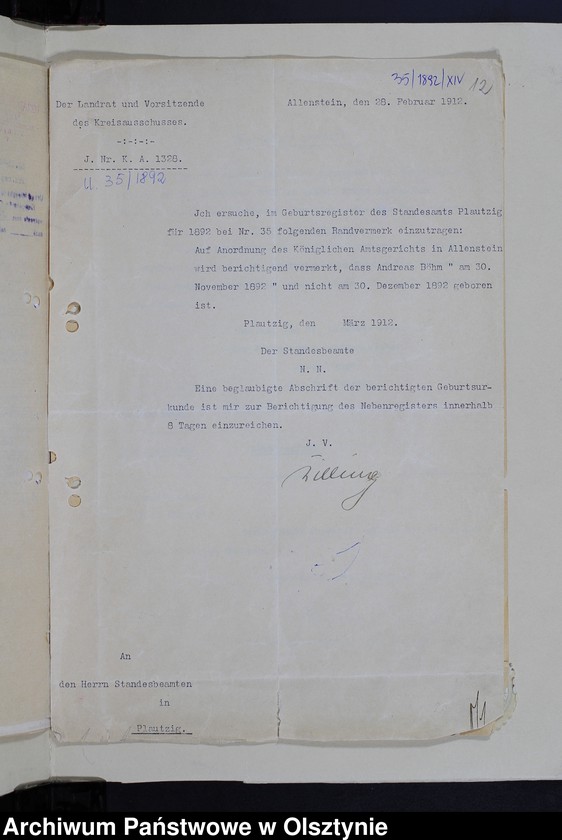 35/1892/XIV 12
Der Landrat und Vorsitzende
des Kreisausschusses.
-:-:-:-
J. Nr. K. A. 1328.
U. 35/1892
Allenstein, den 28. Februar 1912.
Jch ersuche, im Geburtsregister des Standesamts Plautzig
für 1892 bei Nr. 35 folgenden Randvermerk einzutragen:
Auf Anordnung des Königlichen Amtsgerichts in Allenstein
wird berichtigend vermerkt, dass Andreas Böhm " am 30.
November 1892 " und nicht am 30. Dezember 1892 geboren
ist.
Plautzig, den März 1912.
Der Standesbeamte
N. N.
Eine beglaubigte Abschrift der berichtigten Geburtsur-
kunde ist mir zur Berichtigung des Nebenregisters innerhalb
8 Tagen einzureichen.
J. V.
An
den Herrn Standesbeamten
in
Plautzig.
Archiwum Państwowe w Olsztynie